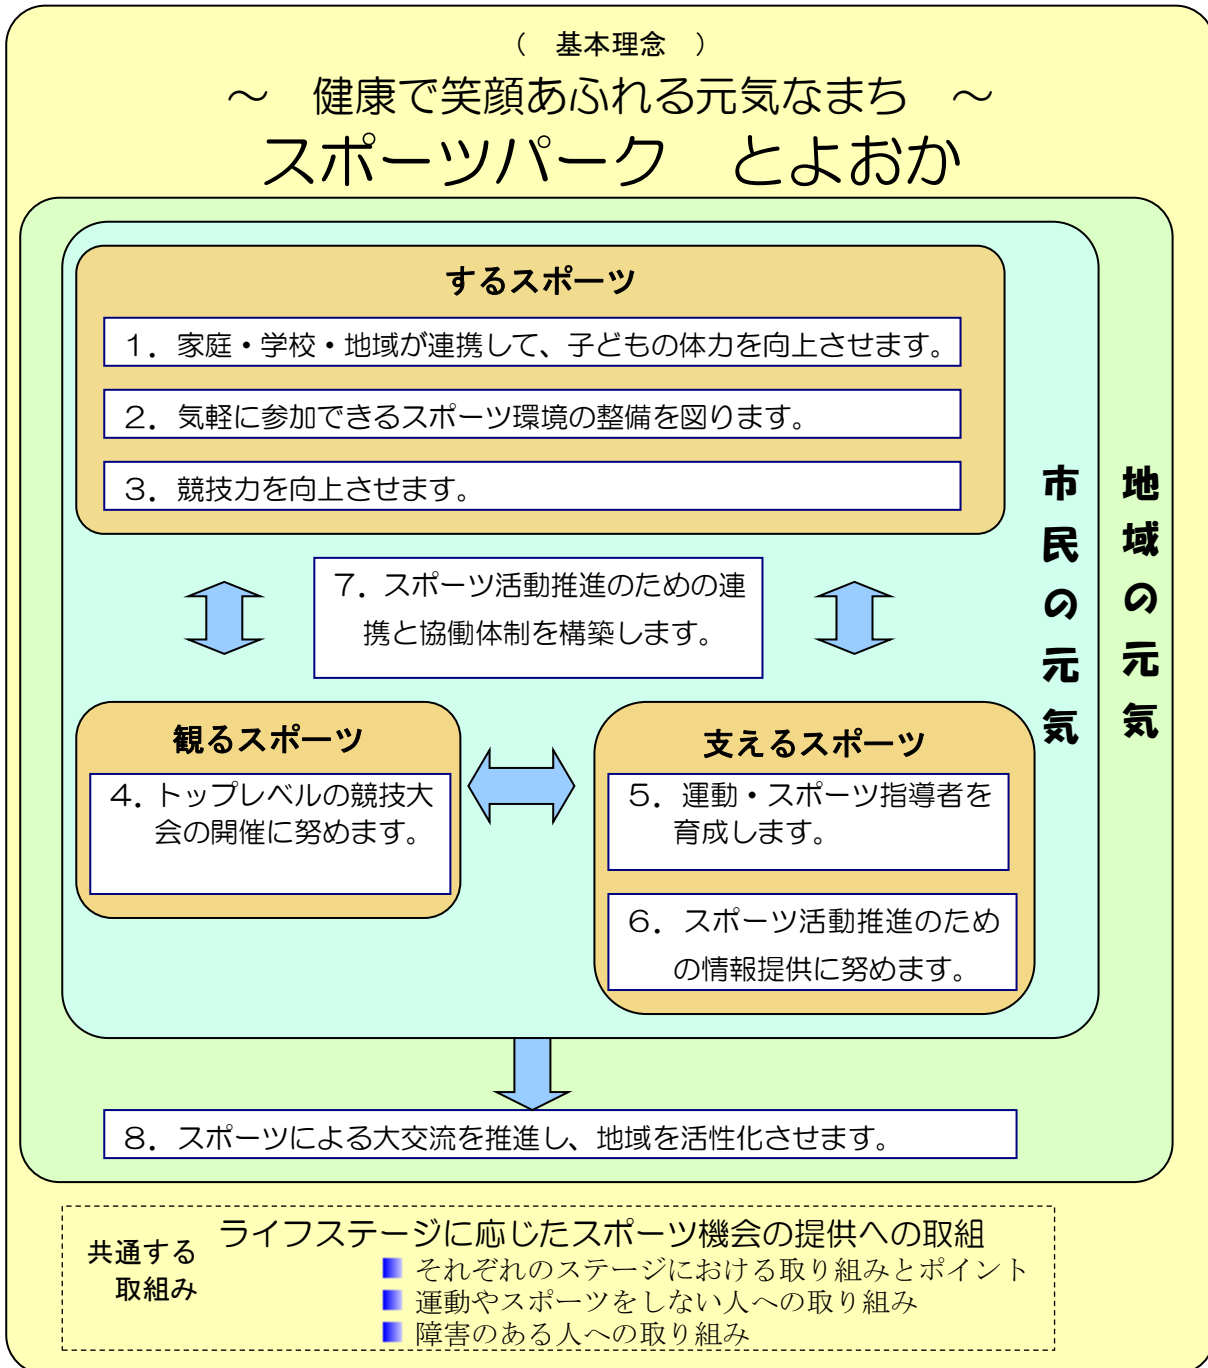 （　基本理念　）
～　健康で笑顔あふれる元気なまち　～
スポーツパーク　とよおか
するスポーツ
１．家庭・学校・地域が連携して、子どもの体力を向上させます。
２．気軽に参加できるスポーツ環境の整備を図ります。
３．競技力を向上させます。
７．スポーツ活動推進のための連
携と協働体制を構築します。
市民の元気
地域の元気
観るスポーツ
４．トップレベルの競技大
会の開催に努めます。
支えるスポーツ
５．運動・スポーツ指導者を
育成します。
６．スポーツ活動推進のため
の情報提供に努めます。
８．スポーツによる大交流を推進し、地域を活性化させます。
共通する
取組み
ライフステージに応じたスポーツ機会の提供への取組
それぞれのステージにおける取り組みとポイント
運動やスポーツをしない人への取り組み
障害のある人への取り組み